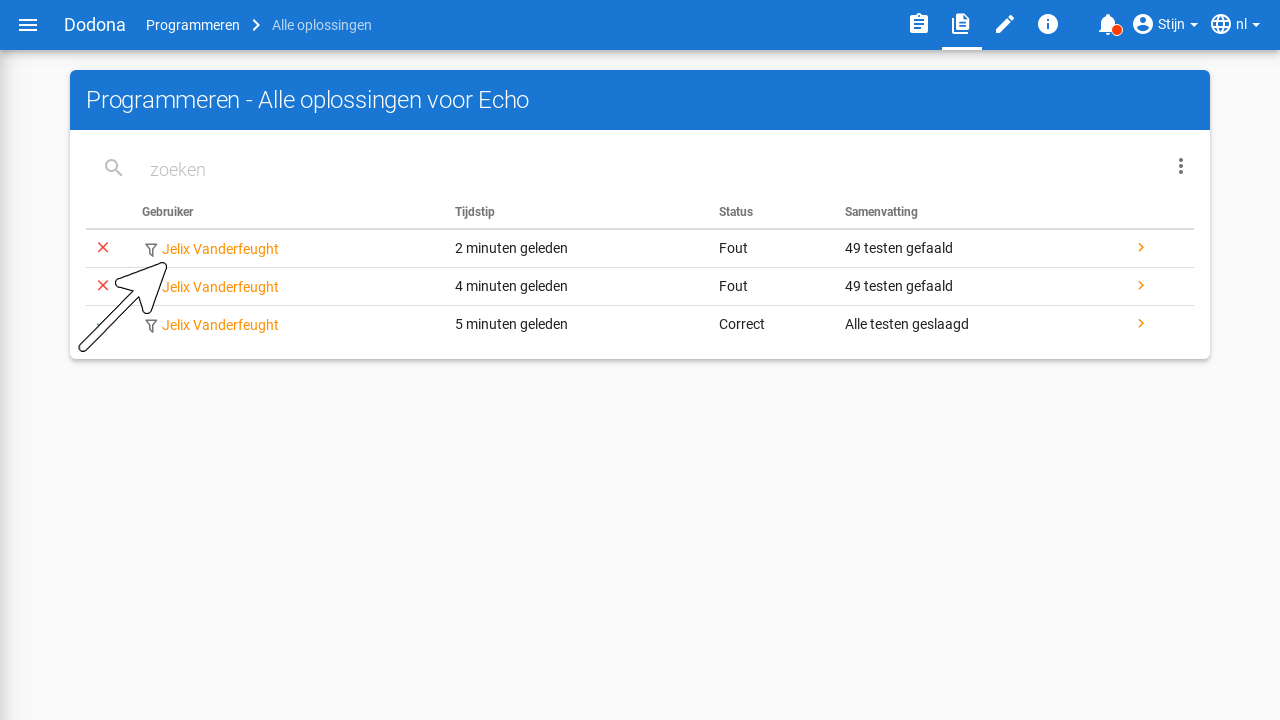 Dodona Programmeren Alle oplossingen Stijn nl
Programmeren - Alle oplossingen voor Echo
zoeken
Gebruiker Tijdstip Status Samenvatting
Jelix Vanderfeught 2 minuten geleden Fout 49 testen gefaald
Jelix Vanderfeught 4 minuten geleden Fout 49 testen gefaald
Jelix Vanderfeught 5 minuten geleden Correct Alle testen geslaagd